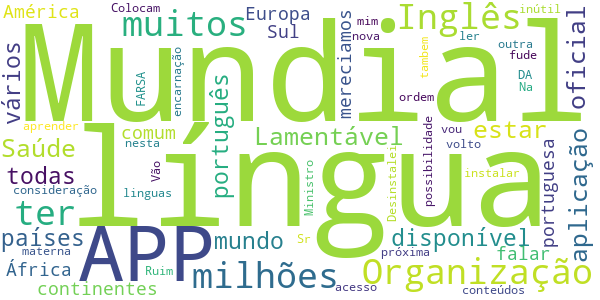 América
Colocam
muitos
Europa
Sul
mim
nova
Inglês
inútil
ler
outra
fude
tambem
vários
Mundial
FARSA
encarnação
mereciamos
DA
Na
oficial
ordem
aprender
Saúde
comum
português
Lamentável
possibilidade
vou
volto
estar
todas
nesta
Vão
língua
consideração
linguas
Ministro
Desinstalei
instalar
portuguesa
aplicação
ter
países
APP
mundo
Sr
disponível
falar
materna
África
Ruim
milhões
próxima
Organização
continentes
acesso
conteúdos